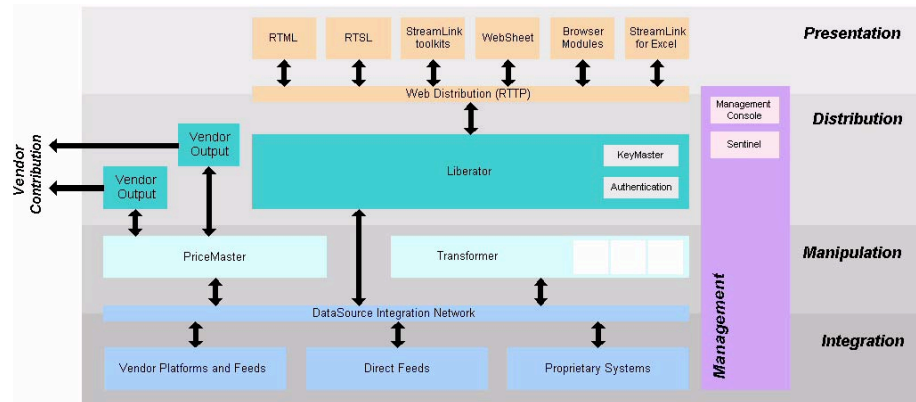 RTML
RTSL
StreamLink
toolkits
WebSheet
Browser
Modules
StreamLink
for Excel
Presentation
Web Distribution (RTTP)
Management
Console
Sentinel
Distribution
Vendor
Output
Vendor
Output
Vendor
Contribution
Liberator
KeyMaster
Authentication
PriceMaster
Transformer
Manipulation
DataSource Integration Network
Management
Vendor Platforms and Feeds
Direct Feeds
Proprietary Systems
Integration